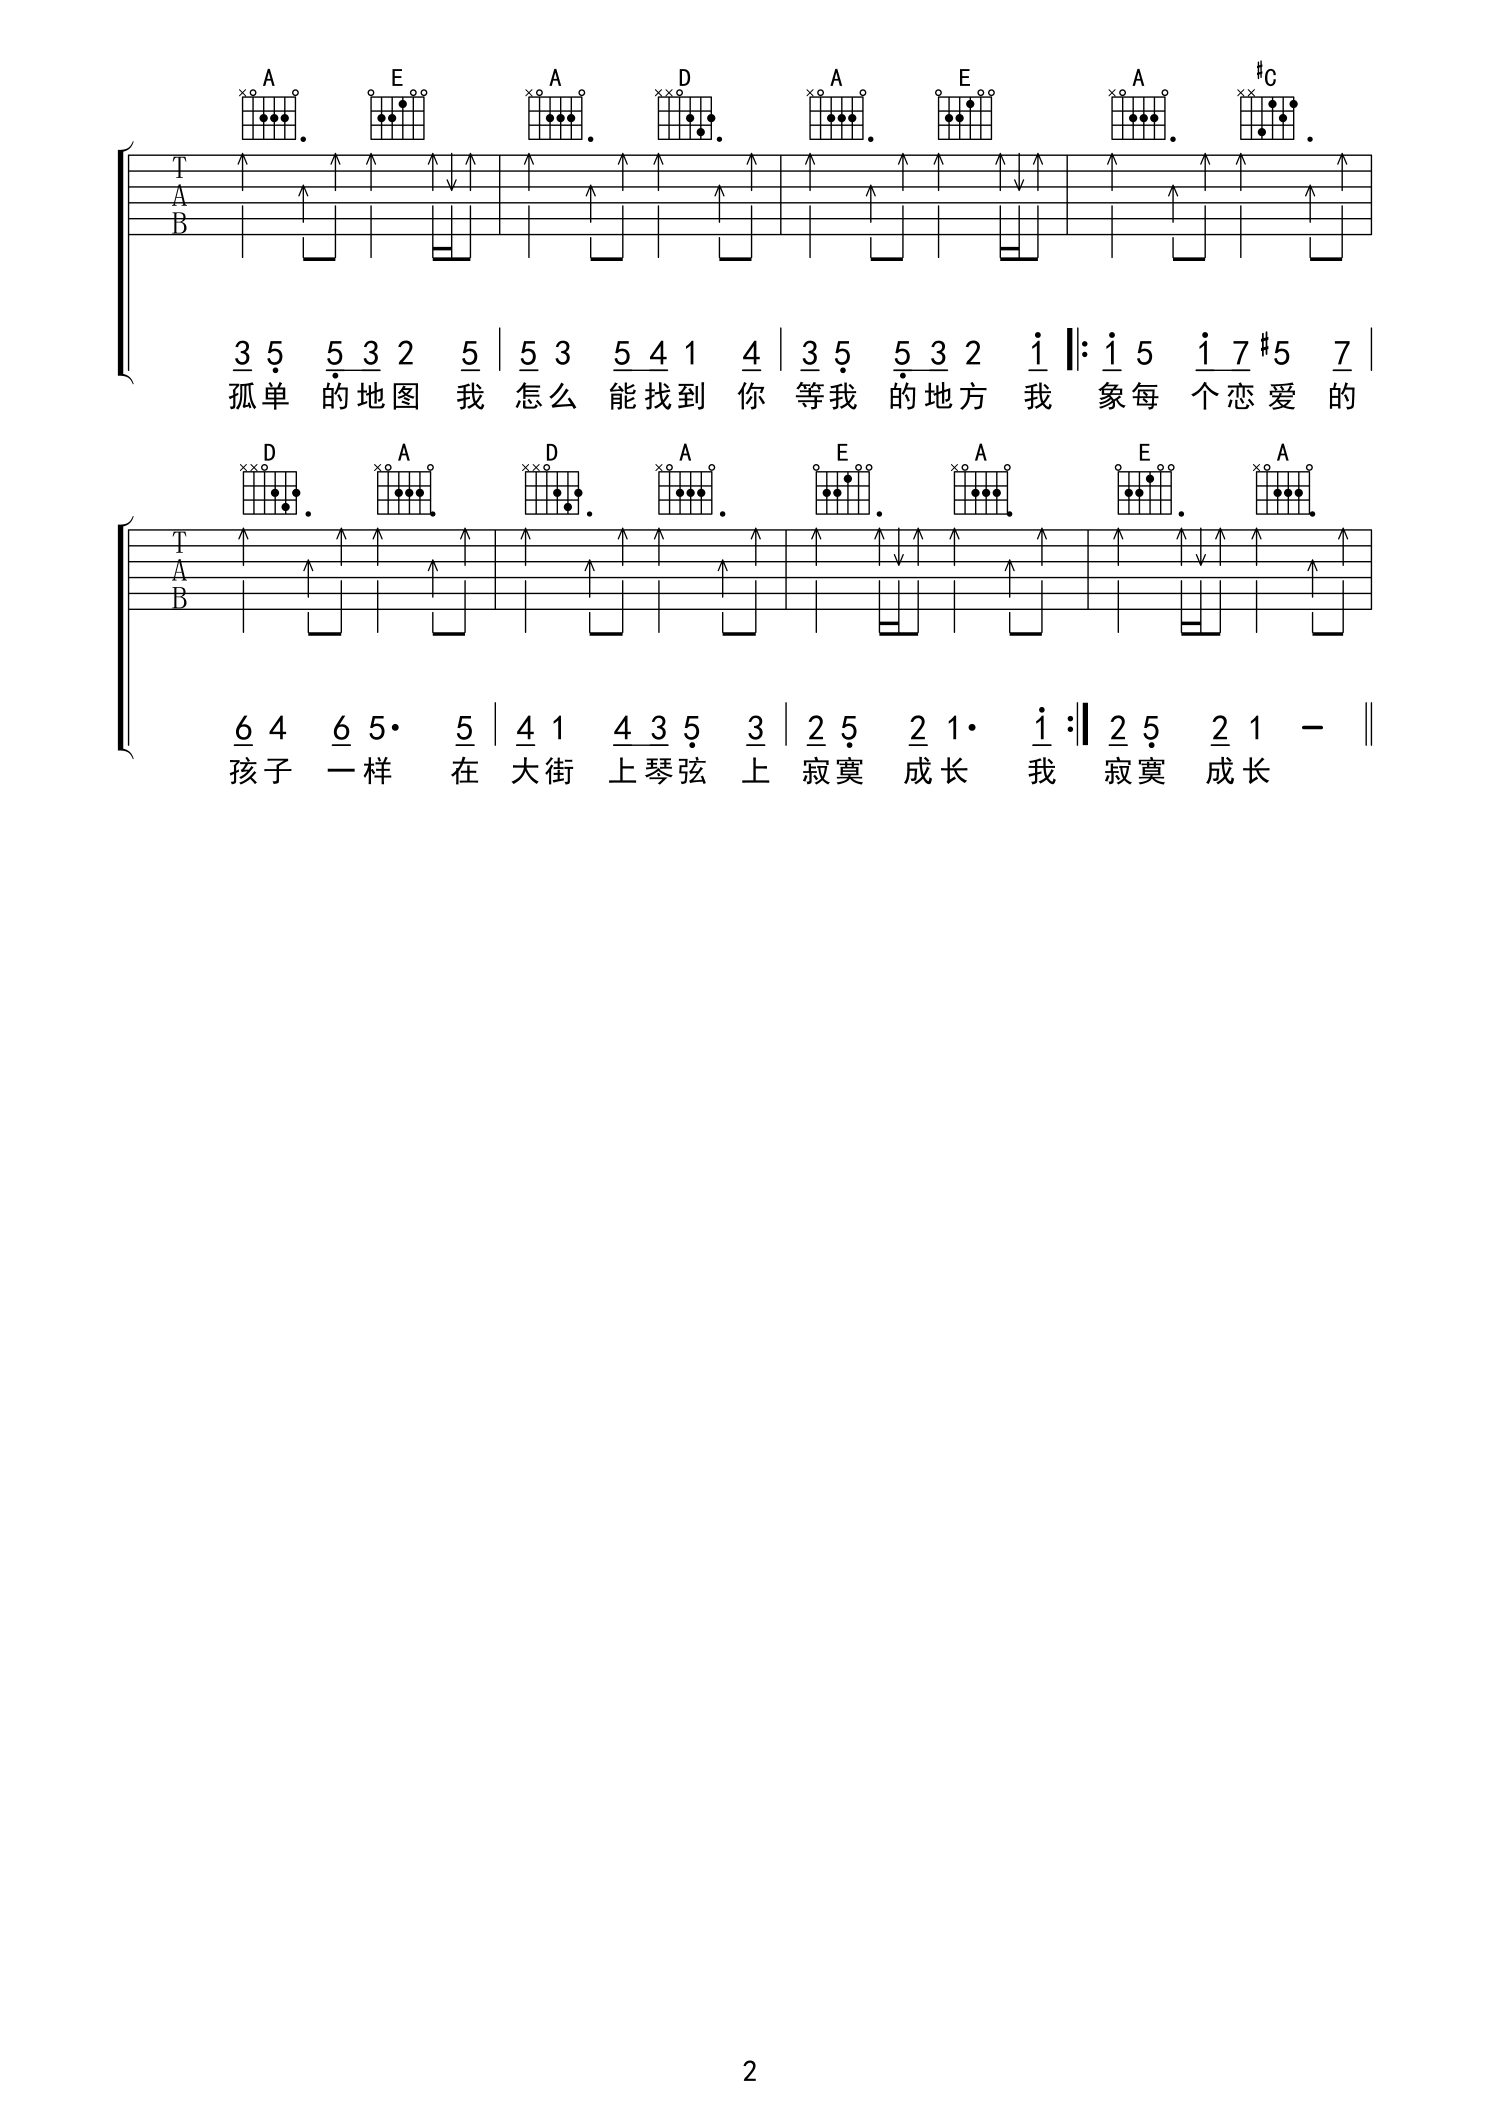 A E A D A E A #C
T
A
B
3 5 5 3 2 5 5 3 5 4 1 4 3 5 5 3 2 1 1 5 1 7 #5 7
孤单 的地图 我 怎么 能找到 你 等我 的地方 我 象每 个恋爱 的
D A D A E A E A
T
A
B
6 4 6 5· 5 4 1 4 3 5 3 2 5 2 1· 1 2 5 2 1 –
孩子 一样 在 大街 上琴弦 上 寂寞 成长 我 寂寞 成长
2